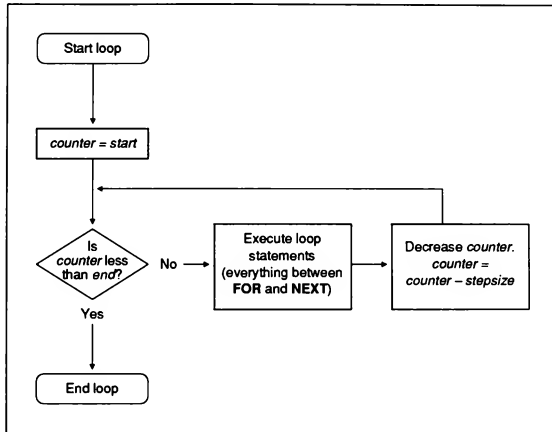 Start loop
counter = start
Is
counter less
than end?
No
Execute loop
statements
(everything between
FOR and NEXT)
Decrease counter.
counter =
counter – stepsize
Yes
End loop